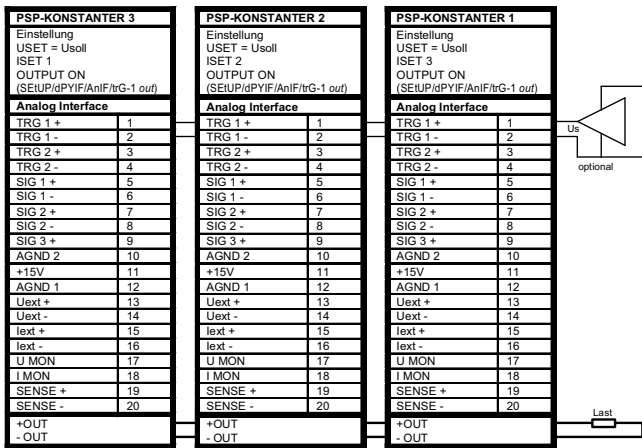 PSP-KONSTANTER 3
Einstellung
USET = Usoll
ISET 1
OUTPUT ON
(SEtUP/dPYIF/AnIF/trG-1 out)
Analog Interface
TRG 1 + 1
TRG 1 - 2
TRG 2 + 3
TRG 2 - 4
SIG 1 + 5
SIG 1 - 6
SIG 2 + 7
SIG 2 - 8
SIG 3 + 9
AGND 2 10
+15V 11
AGND 1 12
Uext + 13
Uext - 14
Iext + 15
Iext - 16
U MON 17
I MON 18
SENSE + 19
SENSE - 20
+OUT
- OUT
PSP-KONSTANTER 2
Einstellung
USET = Usoll
ISET 2
OUTPUT ON
(SEtUP/dPYIF/AnIF/trG-1 out)
Analog Interface
TRG 1 + 1
TRG 1 - 2
TRG 2 + 3
TRG 2 - 4
SIG 1 + 5
SIG 1 - 6
SIG 2 + 7
SIG 2 - 8
SIG 3 + 9
AGND 2 10
+15V 11
AGND 1 12
Uext + 13
Uext - 14
Iext + 15
Iext - 16
U MON 17
I MON 18
SENSE + 19
SENSE - 20
+OUT
- OUT
PSP-KONSTANTER 1
Einstellung
USET = Usoll
ISET 3
OUTPUT ON
(SEtUP/dPYIF/AnIF/trG-1 out)
Analog Interface
TRG 1 + 1
TRG 1 - 2
TRG 2 + 3
TRG 2 - 4
SIG 1 + 5
SIG 1 - 6
SIG 2 + 7
SIG 2 - 8
SIG 3 + 9
AGND 2 10
+15V 11
AGND 1 12
Uext + 13
Uext - 14
Iext + 15
Iext - 16
U MON 17
I MON 18
SENSE + 19
SENSE - 20
+OUT
- OUT
Us
optional
Last